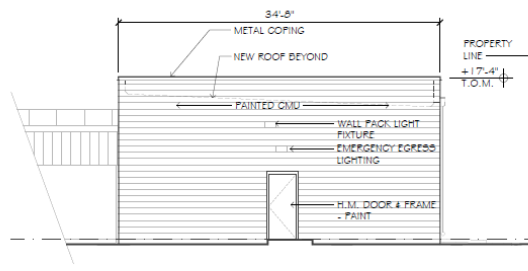 34'-8"
METAL COPING
NEW ROOF BEYOND
PROPERTY
LINE
+17'-4"
T.O.M.
PAINTED CMU
WALL PACK LIGHT
FIXTURE
EMERGENCY EGRESS
LIGHTING
H.M. DOOR & FRAME
- PAINT